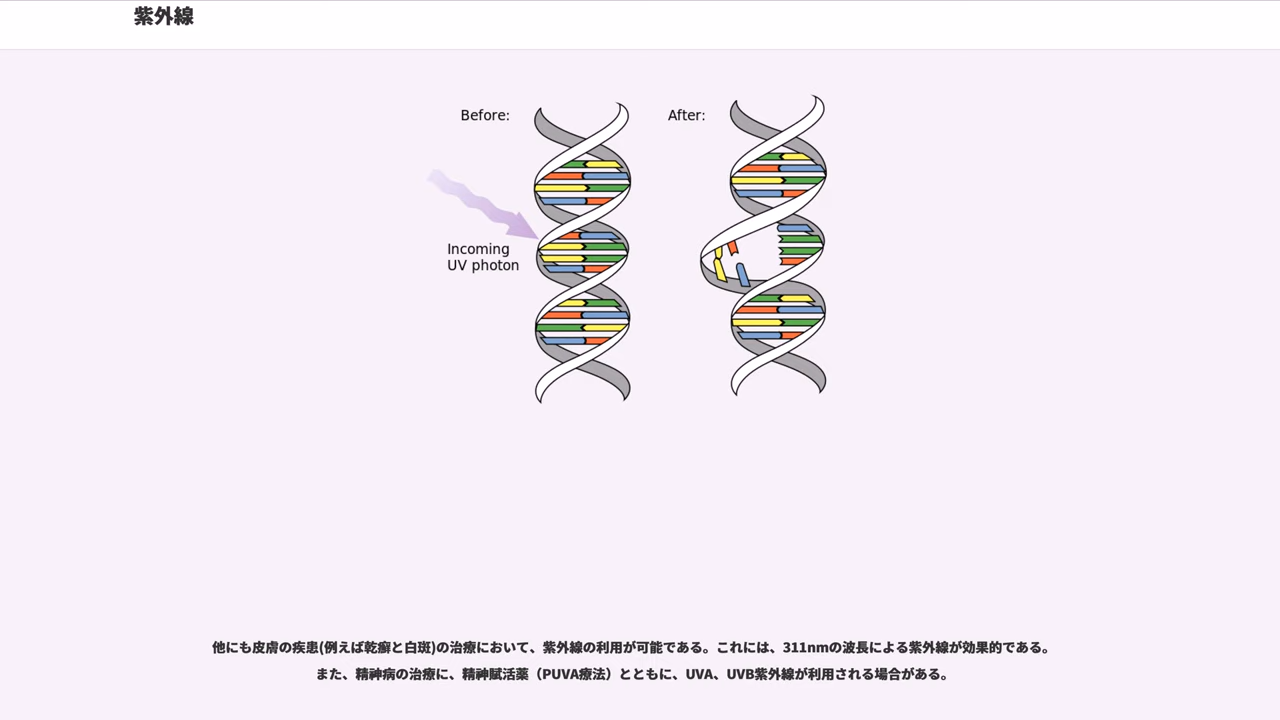 紫外線
Before:
After:
Incoming
UV photon
他にも皮膚の疾患(例えば乾癬と白斑)の治療において、紫外線の利用が可能である。これには、311nmの波長による紫外線が効果的である。
また、精神病の治療に、精神賦活薬（PUVA療法）とともに、UVA、UVB紫外線が利用される場合がある。